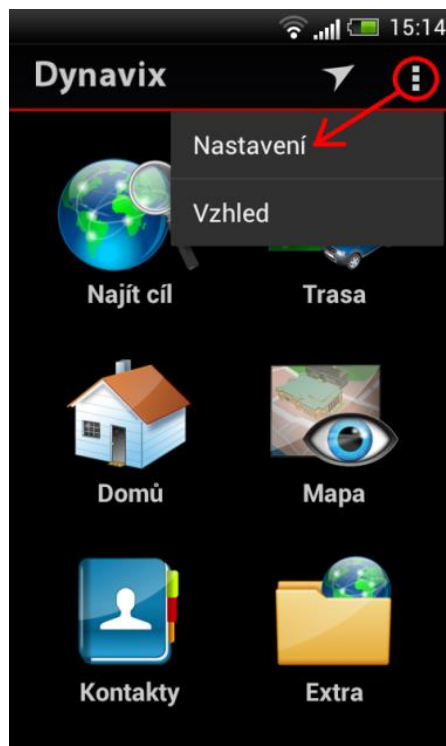 15:14
Dynavix
Nastavení
Vzhled
Najít cíl
Trasa
Domů
Mapa
Kontakty
Extra